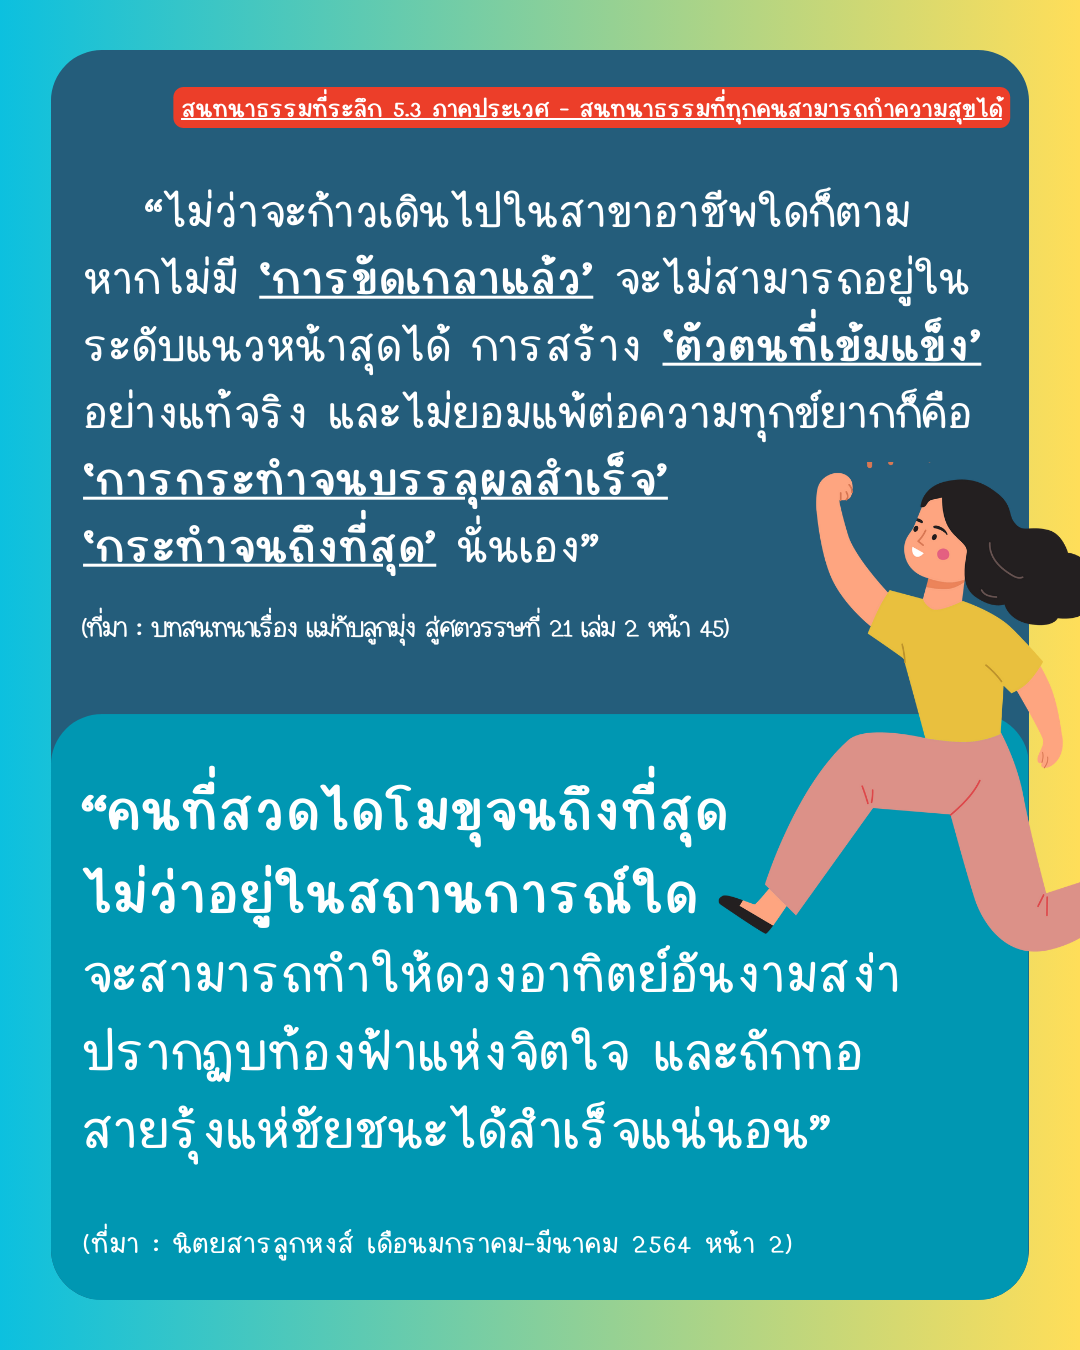 สนทนาธรรมที่ระลึก 5.3 ภาคประเวศ - สนทนาธรรมที่ทุกคนสามารถกำความสุขได้
“ไม่ว่าจะก้าวเดินไปในสาขาอาชีพใดก็ตาม
หากไม่มี ‘การขัดเกลาแล้ว’ จะไม่สามารถอยู่ใน
ระดับแนวหน้าสุดได้ การสร้าง ‘ตัวตนที่เข้มแข็ง’
อย่างแท้จริง และไม่ยอมแพ้ต่อความทุกข์ยากก็คือ
‘การกระทำจนบรรลุผลสำเร็จ’
‘กระทำจนถึงที่สุด’ นั่นเอง”
(ที่มา : บทสนทนาเรื่อง แม่กับลูกมุ่ง สู่ศตวรรษที่ 21 เล่ม 2 หน้า 45)
“คนที่สวดไดโมขุจนถึงที่สุด
ไม่ว่าอยู่ในสถานการณ์ใด
จะสามารถทำให้ดวงอาทิตย์อันงามสง่า
ปรากฏบท้องฟ้าแห่งจิตใจ และถักทอ
สายรุ้งแห่ชัยชนะได้สำเร็จแน่นอน”
(ที่มา : นิตยสารลูกหงส์ เดือนมกราคม-มีนาคม 2564 หน้า 2)